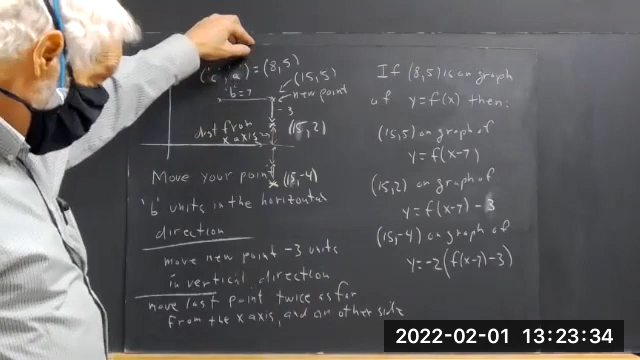 ('c', a) = (8,5)
(15,5)
'b'=7
new point
-3
dist from
x axis 2
(15,2)
(15,-4)
Move your point
'b' units in the horizontal
direction
move new point -3 units
in vertical direction
move last point twice as far
from the x axis, and on other side
If (8,5) is on graph
of y=f(x) then:
(15,5) on graph of
y=f(x-7)
(15,2) on graph of
y=f(x-7)-3
(15,-4) on graph of
y=-2(f(x-7)-3)
2022-02-01 13:23:34